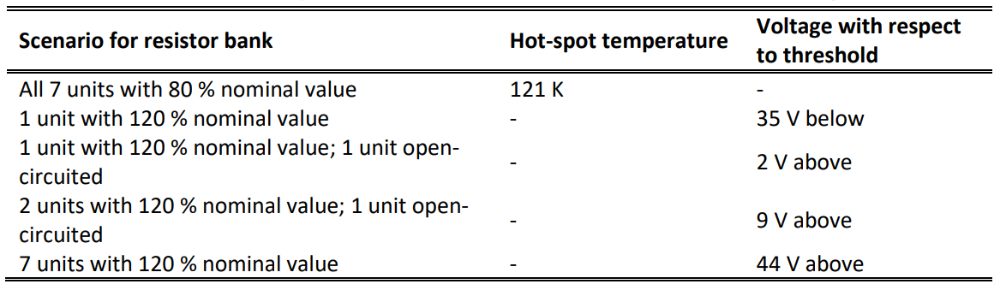 Scenario for resistor bank Hot-spot temperature Voltage with respect
to threshold
All 7 units with 80 % nominal value 121 K -
1 unit with 120 % nominal value - 35 V below
1 unit with 120 % nominal value; 1 unit open-
circuited - 2 V above
2 units with 120 % nominal value; 1 unit open-
circuited - 9 V above
7 units with 120 % nominal value - 44 V above